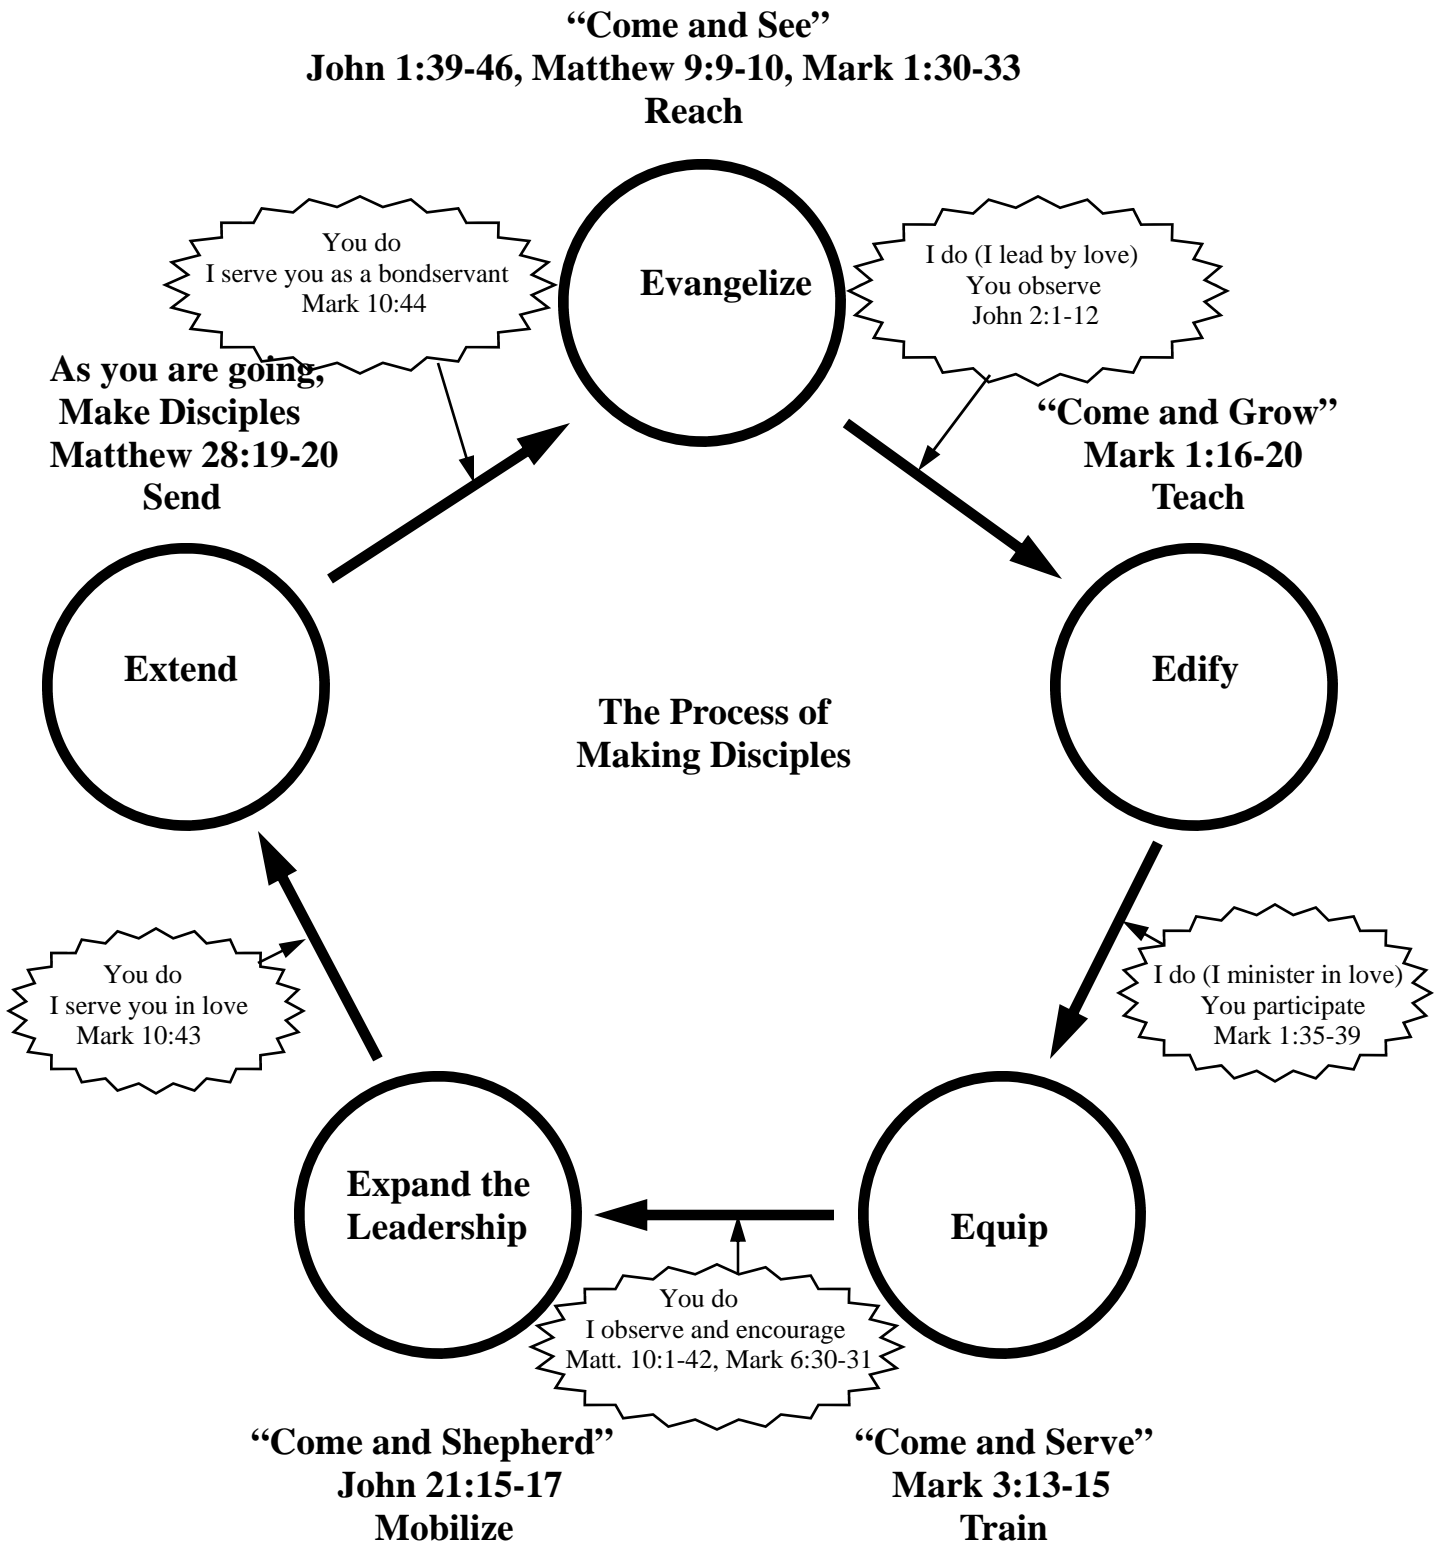 “Come and See”
John 1:39-46, Matthew 9:9-10, Mark 1:30-33
Reach
Evangelize
You do
I serve you as a bondservant
Mark 10:44
I do (I lead by love)
You observe
John 2:1-12
As you are going,
Make Disciples
Matthew 28:19-20
Send
“Come and Grow”
Mark 1:16-20
Teach
Extend
Edify
The Process of
Making Disciples
You do
I serve you in love
Mark 10:43
I do (I minister in love)
You participate
Mark 1:35-39
Expand the
Leadership
Equip
You do
I observe and encourage
Matt. 10:1-42, Mark 6:30-31
“Come and Shepherd”
John 21:15-17
Mobilize
“Come and Serve”
Mark 3:13-15
Train